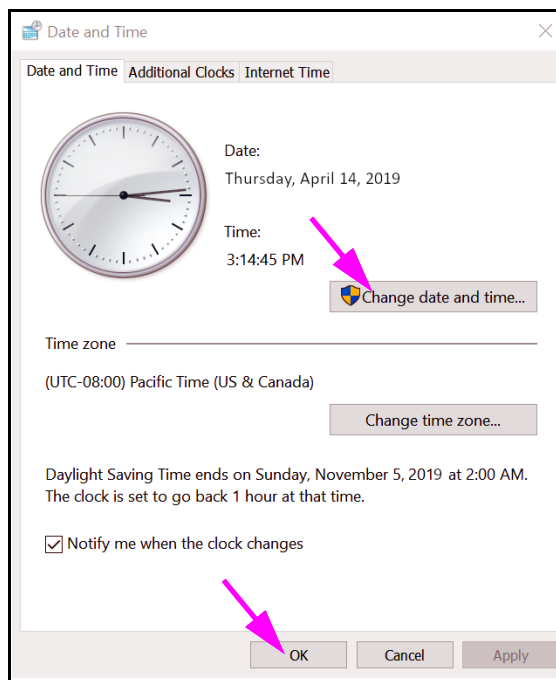 Date and Time
Date and Time Additional Clocks Internet Time
Date:
Thursday, April 14, 2019
Time:
3:14:45 PM
Change date and time...
Time zone
(UTC-08:00) Pacific Time (US & Canada)
Change time zone...
Daylight Saving Time ends on Sunday, November 5, 2019 at 2:00 AM.
The clock is set to go back 1 hour at that time.
Notify me when the clock changes
OK Cancel Apply